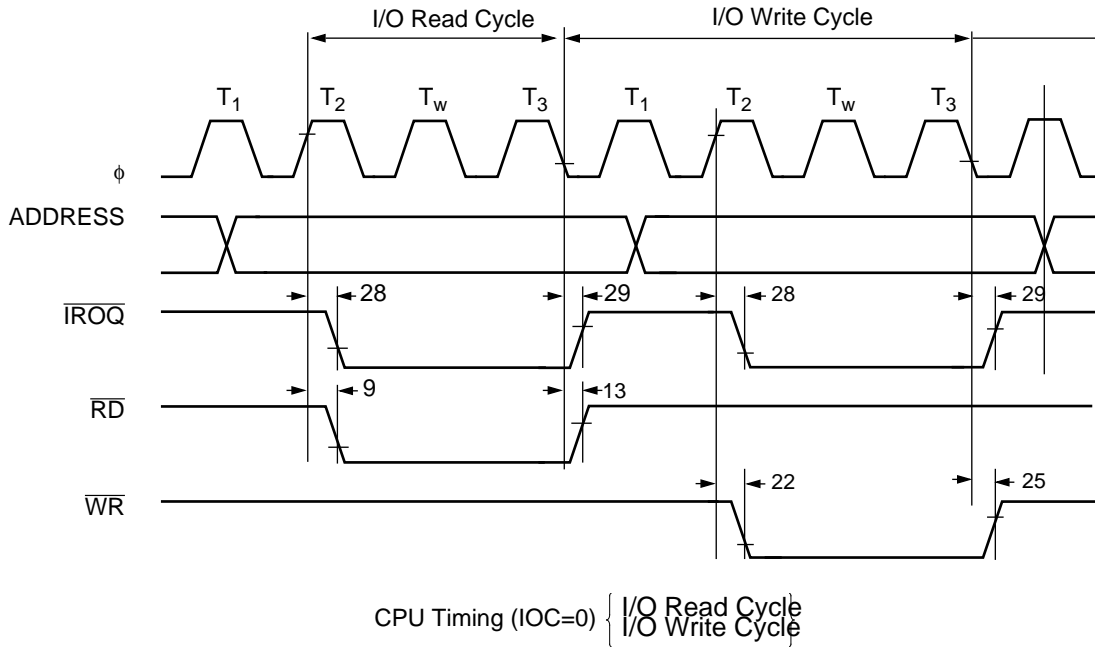 I/O Read Cycle I/O Write Cycle
T1 T2 Tw T3 T1 T2 Tw T3
ϕ
ADDRESS
28 29 28 29
IROQ
9 13
RD
22 25
WR
CPU Timing (IOC=0) { I/O Read Cycle
I/O Write Cycle }